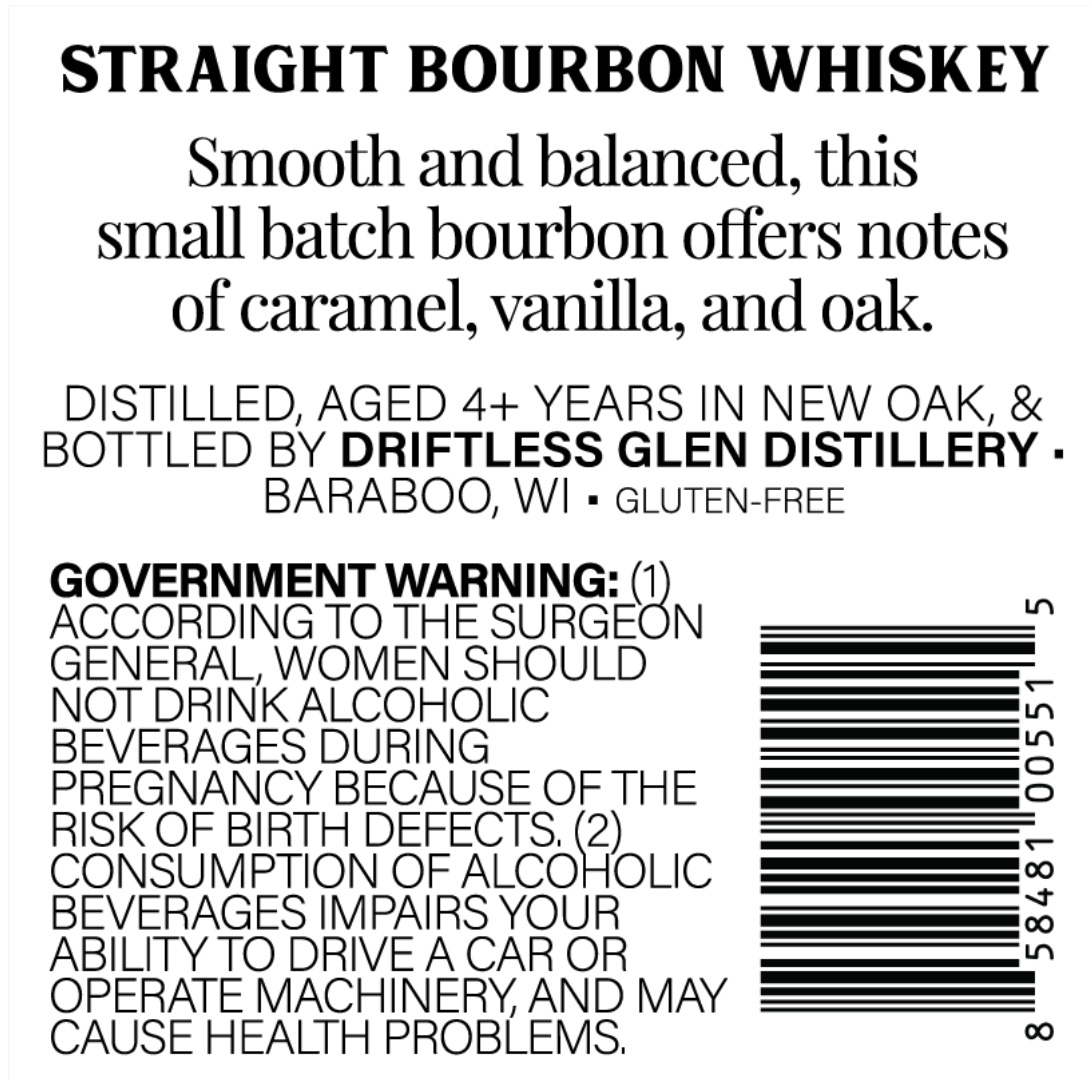 STRAIGHT BOURBON WHISKEY
Smooth and balanced, this
small batch bourbon offers notes
of caramel, vanilla, and oak.
DISTILLED, AGED 4+ YEARS IN NEW OAK, &
BOTTLED BY DRIFTLESS GLEN DISTILLERY ▪
BARABOO, WI ▪ GLUTEN-FREE
GOVERNMENT WARNING: (1)
ACCORDING TO THE SURGEON
GENERAL, WOMEN SHOULD
NOT DRINK ALCOHOLIC
BEVERAGES DURING
PREGNANCY BECAUSE OF THE
RISK OF BIRTH DEFECTS. (2)
CONSUMPTION OF ALCOHOLIC
BEVERAGES IMPAIRS YOUR
ABILITY TO DRIVE A CAR OR
OPERATE MACHINERY, AND MAY
CAUSE HEALTH PROBLEMS.
8 58481 00551 5